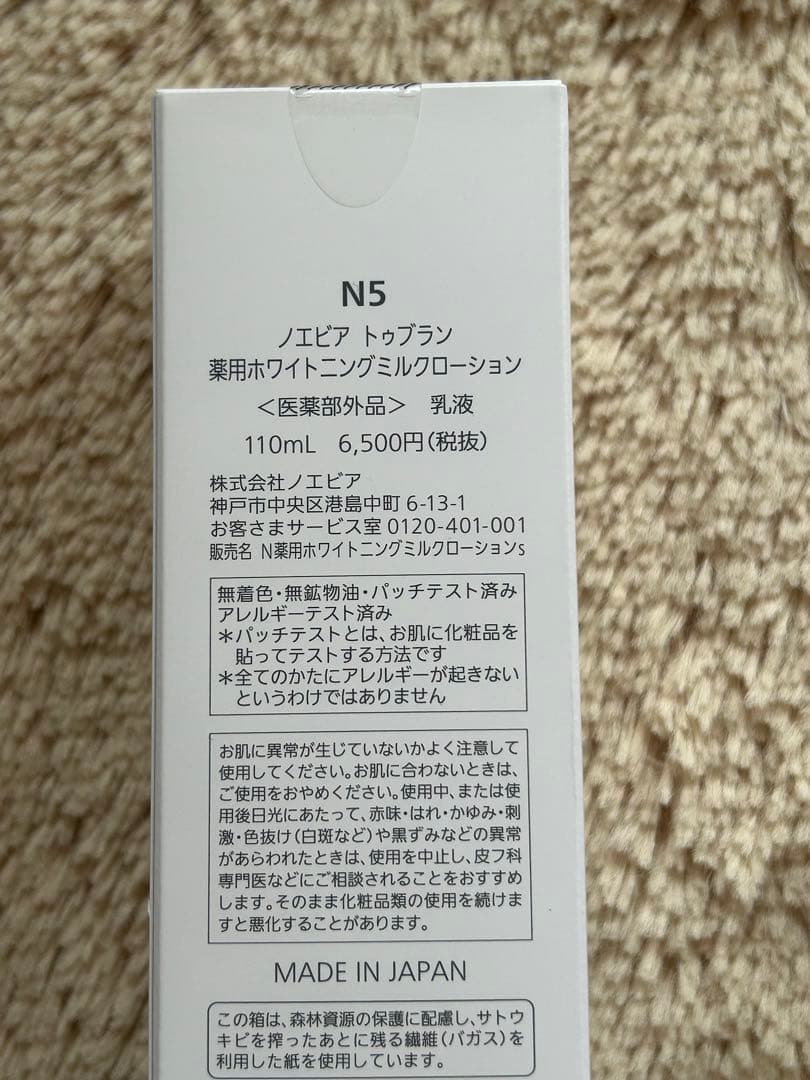 N5
ノエビア トゥブラン
薬用ホワイトニングミルクローション
＜医薬部外品＞ 乳液
110mL 6,500円(税抜)
株式会社ノエビア
神戸市中央区港島中町 6-13-1
お客さまサービス室 0120-401-001
販売名 N薬用ホワイトニングミルクローションs
無着色・無鉱物油・パッチテスト済み
アレルギーテスト済み
＊パッチテストとは、お肌に化粧品を
貼ってテストする方法です
＊全てのかたにアレルギーが起きない
というわけではありません
お肌に異常が生じていないかよく注意して
使用してください。お肌に合わないときは、
ご使用をおやめください。使用中、または使
用後日光にあたって、赤味・はれ・かゆみ・刺
激・色抜け（白斑など）や黒ずみなどの異常
があらわれたときは、使用を中止し、皮フ科
専門医などにご相談されることをおすすめ
します。そのまま化粧品類の使用を続けま
すと悪化することがあります。
MADE IN JAPAN
この箱は、森林資源の保護に配慮し、サトウ
キビを搾ったあとに残る繊維（バガス）を
利用した紙を使用しています。